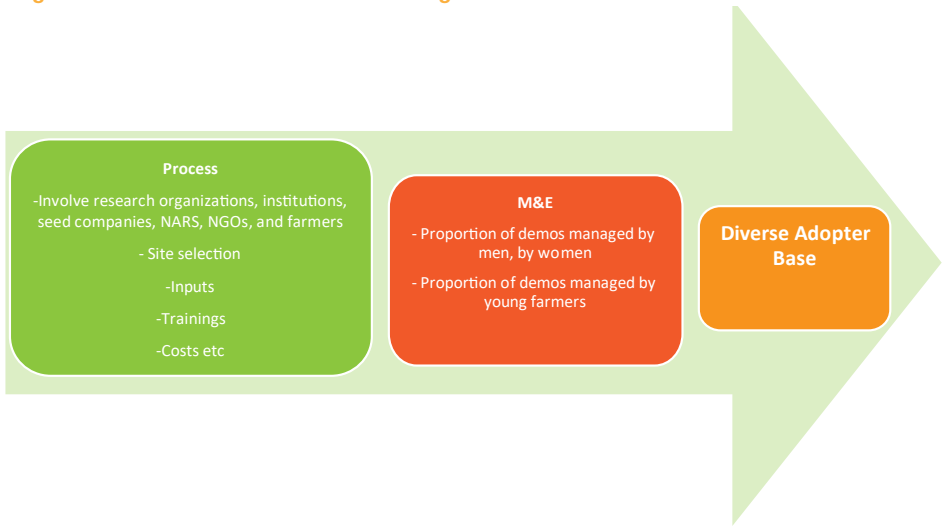 Process
-Involve research organizations, institutions,
seed companies, NARS, NGOs, and farmers
- Site selection
-Inputs
-Trainings
-Costs etc
M&E
- Proportion of demos managed by
men, by women
- Proportion of demos managed by
young farmers
Diverse Adopter
Base